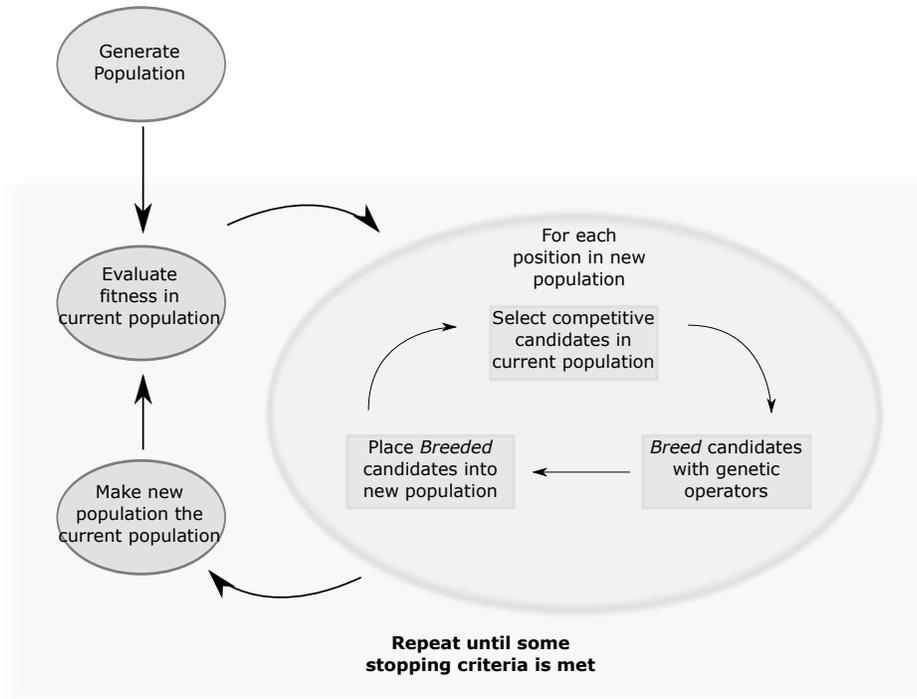 Generate
Population
Evaluate
fitness in
current population
For each
position in new
population
Select competitive
candidates in
current population
Breed candidates
with genetic
operators
Place Breeded
candidates into
new population
Make new
population the
current population
Repeat until some
stopping criteria is met